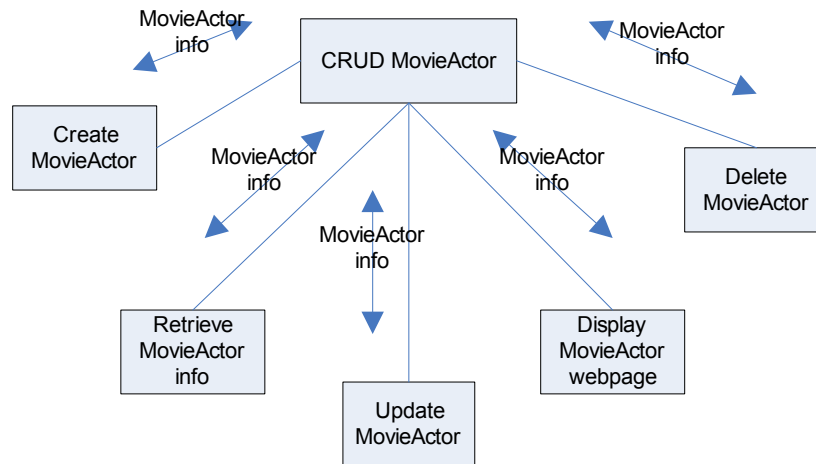 MovieActor
info
CRUD MovieActor
MovieActor
info
Create
MovieActor
MovieActor
info
MovieActor
info
Delete
MovieActor
MovieActor
info
Retrieve
MovieActor
info
Display
MovieActor
webpage
Update
MovieActor